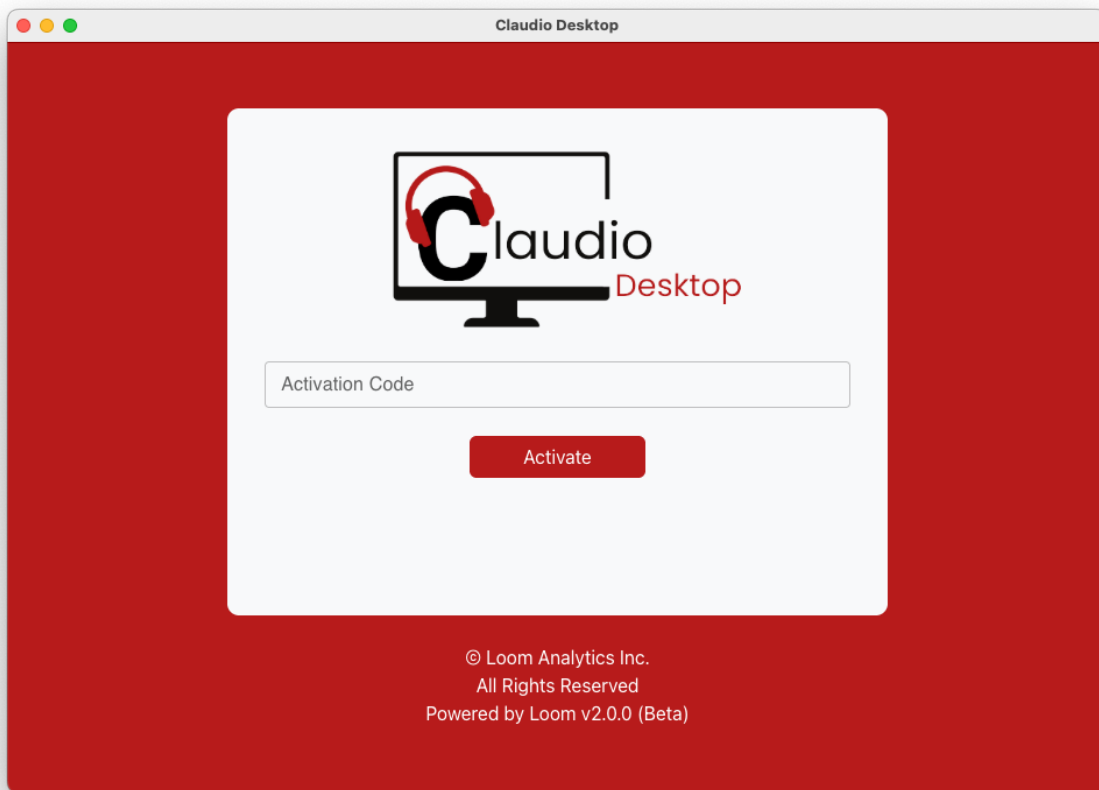 Claudio Desktop
Claudio
Desktop
Activation Code
Activate
© Loom Analytics Inc.
All Rights Reserved
Powered by Loom v2.0.0 (Beta)